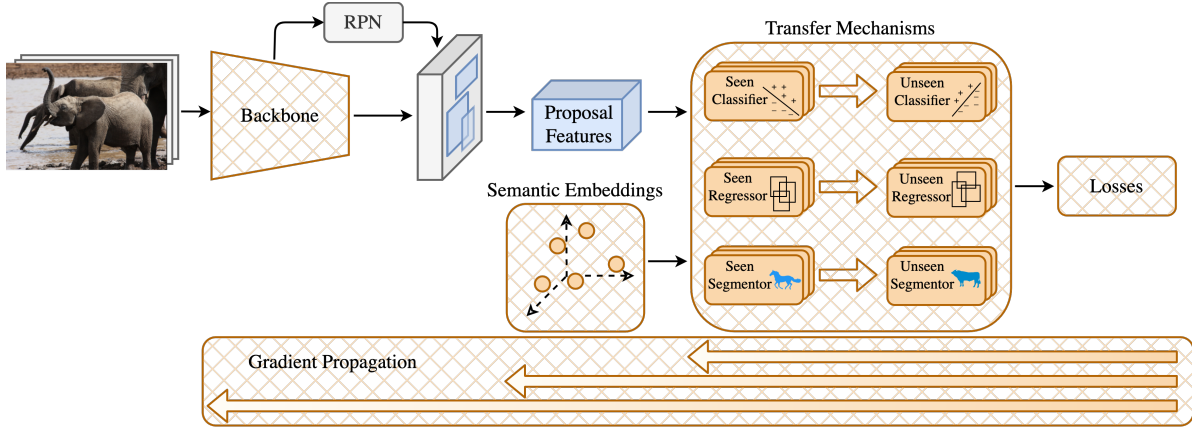 RPN
Transfer Mechanisms
Backbone
Proposal
Features
Seen
Classifier
Unseen
Classifier
Semantic Embeddings
Seen
Regressor
Unseen
Regressor
Losses
Seen
Segmentor
Unseen
Segmentor
Gradient Propagation